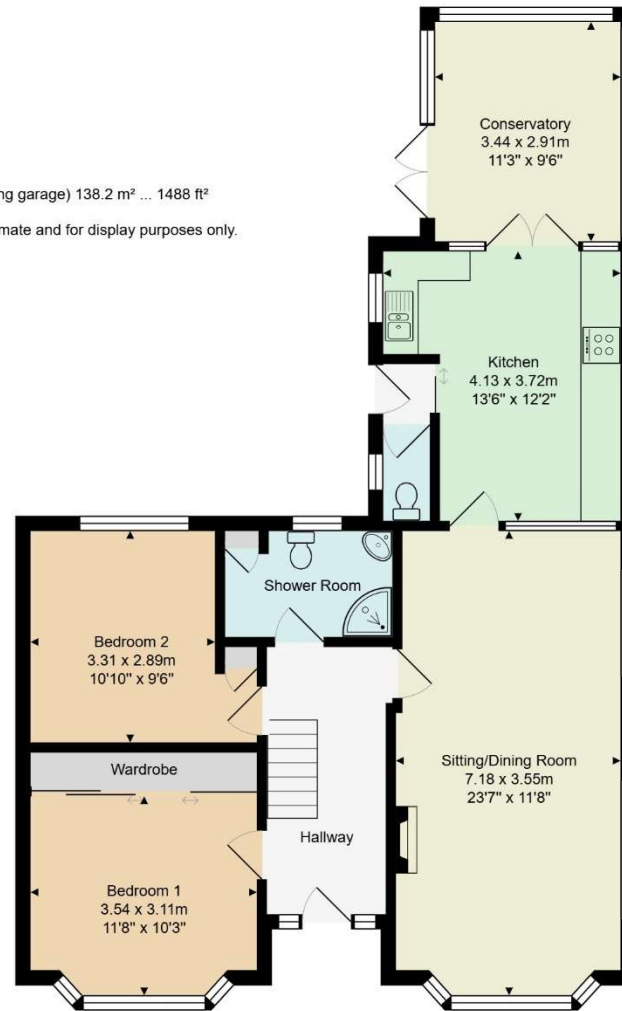 ng garage) 138.2 m² ... 1488 ft²
mate and for display purposes only.
Conservatory
3.44 x 2.91m
11'3" x 9'6"
Kitchen
4.13 x 3.72m
13'6" x 12'2"
Shower Room
Bedroom 2
3.31 x 2.89m
10'10" x 9'6"
Wardrobe
Sitting/Dining Room
7.18 x 3.55m
23'7" x 11'8"
Hallway
Bedroom 1
3.54 x 3.11m
11'8" x 10'3"